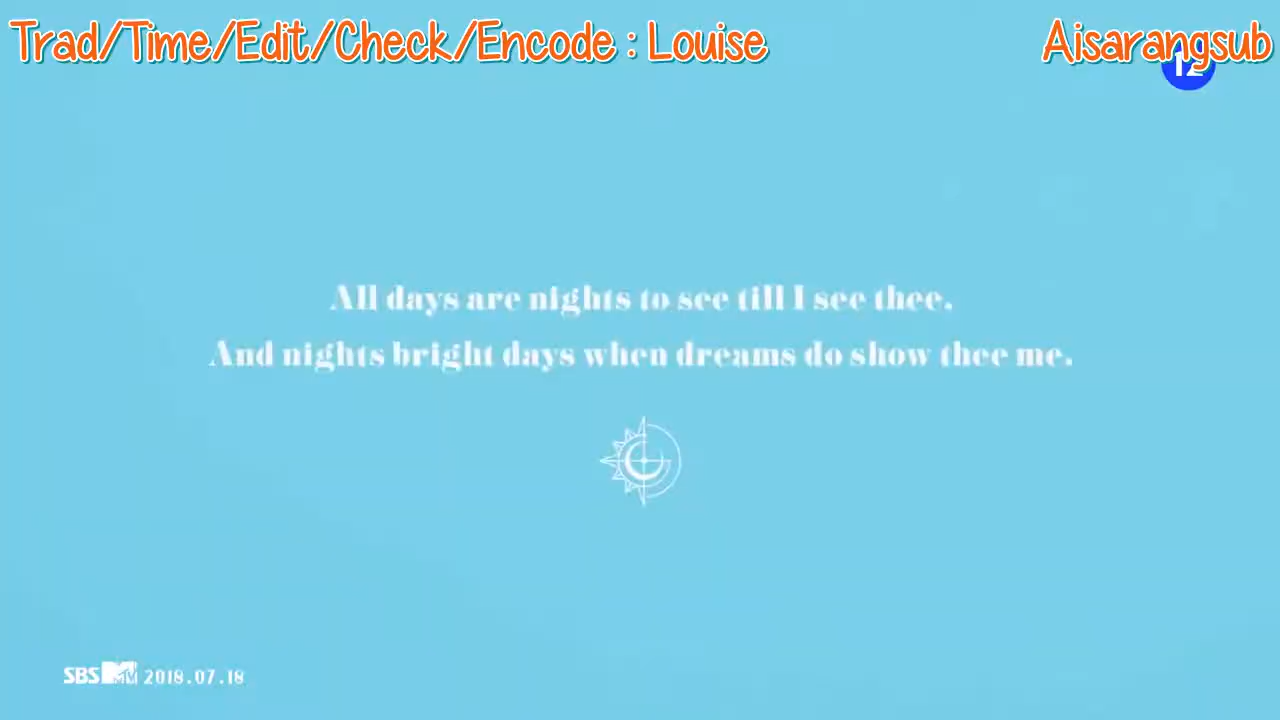 Trad/Time/Edit/Check/Encode : Louise
Aisarangsub
12
All days are nights to see till I see thee.
And nights bright days when dreams do show thee me.
SBS MTV 2018.07.18